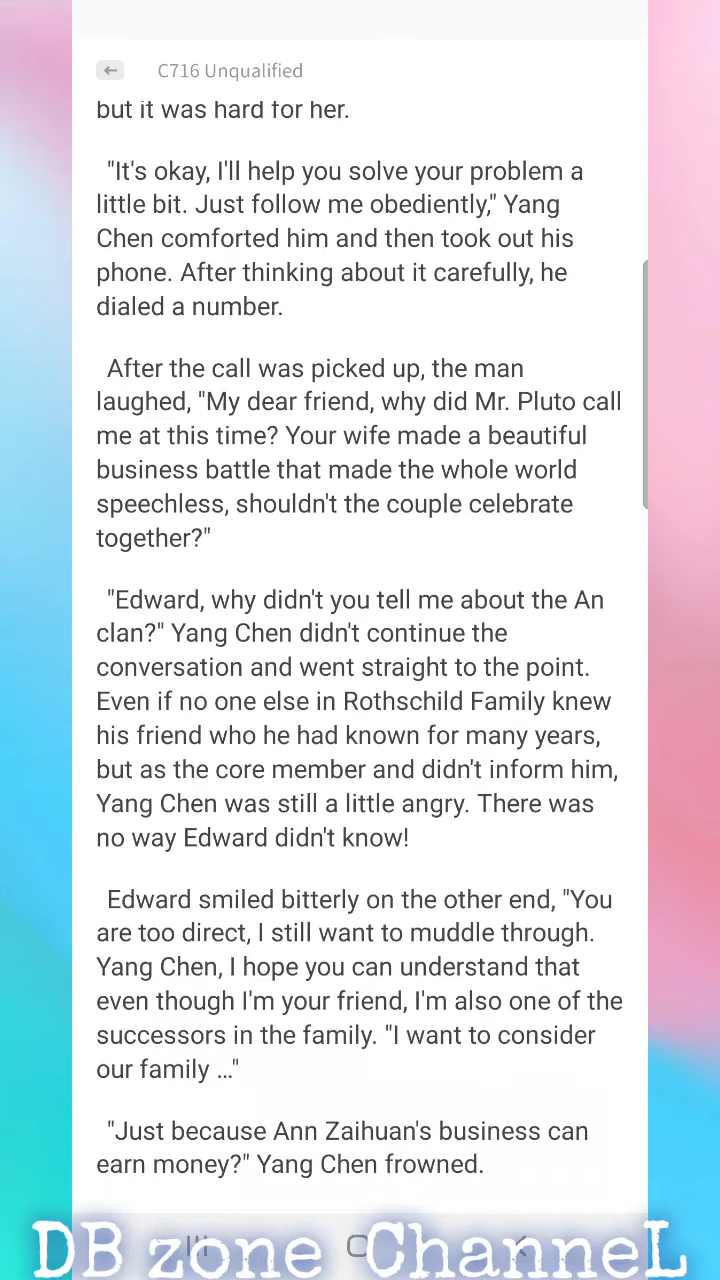 C716 Unqualified
but it was hard for her.
"It's okay, I'll help you solve your problem a
little bit. Just follow me obediently," Yang
Chen comforted him and then took out his
phone. After thinking about it carefully, he
dialed a number.
After the call was picked up, the man
laughed, "My dear friend, why did Mr. Pluto call
me at this time? Your wife made a beautiful
business battle that made the whole world
speechless, shouldn't the couple celebrate
together?"
"Edward, why didn't you tell me about the An
clan?" Yang Chen didn't continue the
conversation and went straight to the point.
Even if no one else in Rothschild Family knew
his friend who he had known for many years,
but as the core member and didn't inform him,
Yang Chen was still a little angry. There was
no way Edward didn't know!
Edward smiled bitterly on the other end, "You
are too direct, I still want to muddle through.
Yang Chen, I hope you can understand that
even though I'm your friend, I'm also one of the
successors in the family. "I want to consider
our family ..."
"Just because Ann Zaihuan's business can
earn money?" Yang Chen frowned.
DB zone ChanneL